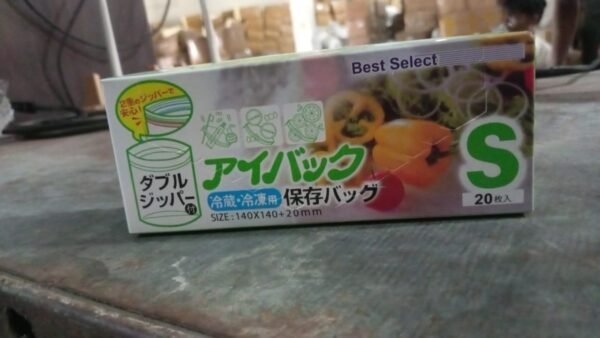 Best Select
2重のジッパーで
安心!
アイバック
ダブル
ジッパー付
冷蔵・冷凍用 保存バッグ
SIZE:140X140+20mm
S
20枚入